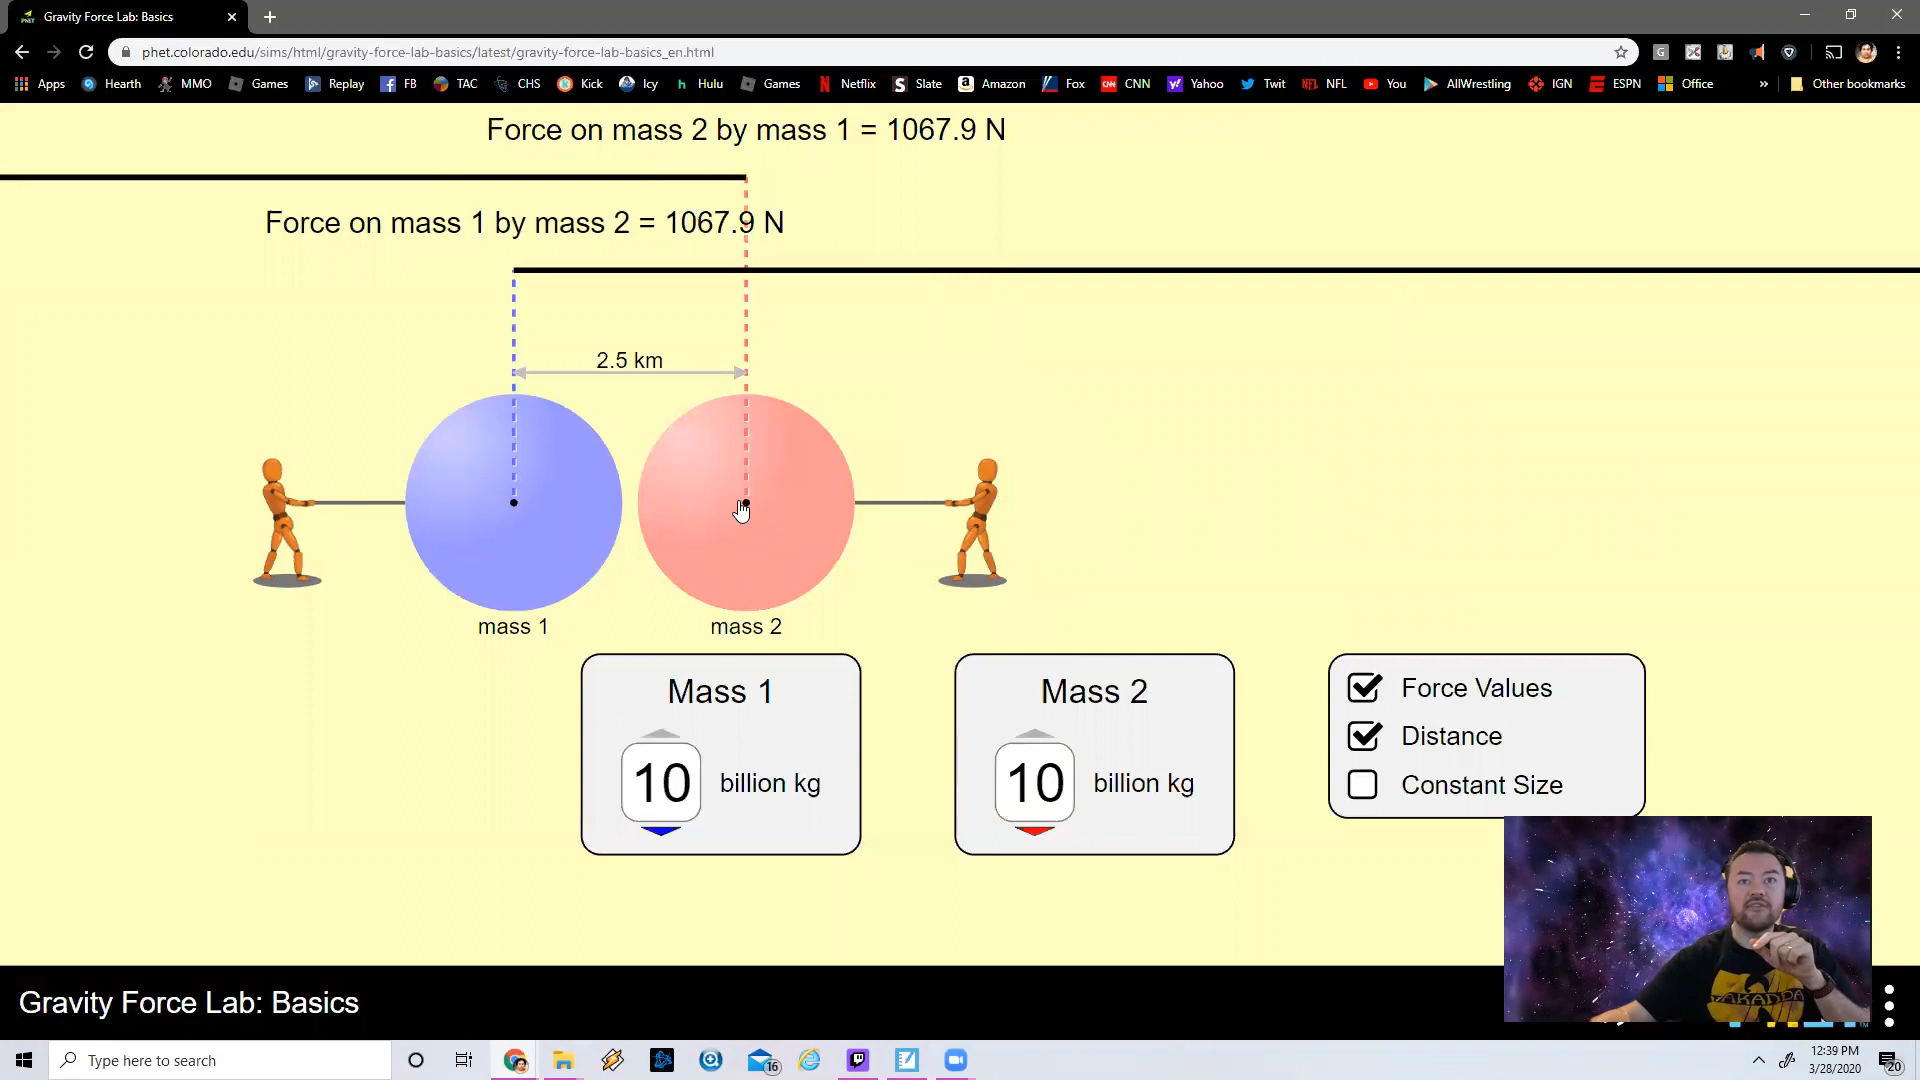 Gravity Force Lab: Basics
phet.colorado.edu/sims/html/gravity-force-lab-basics/latest/gravity-force-lab-basics_en.html
Apps Hearth MMO Games Replay FB TAC CHS Kick Icy Hulu Games Netflix Slate Amazon Fox CNN Yahoo Twit NFL You AllWrestling IGN ESPN Office » Other bookmarks
Force on mass 2 by mass 1 = 1067.9 N
Force on mass 1 by mass 2 = 1067.9 N
2.5 km
mass 1
mass 2
Mass 1
10 billion kg
Mass 2
10 billion kg
Force Values
Distance
Constant Size
WAKANDA
Gravity Force Lab: Basics
Type here to search
16
12:39 PM
3/28/2020
20